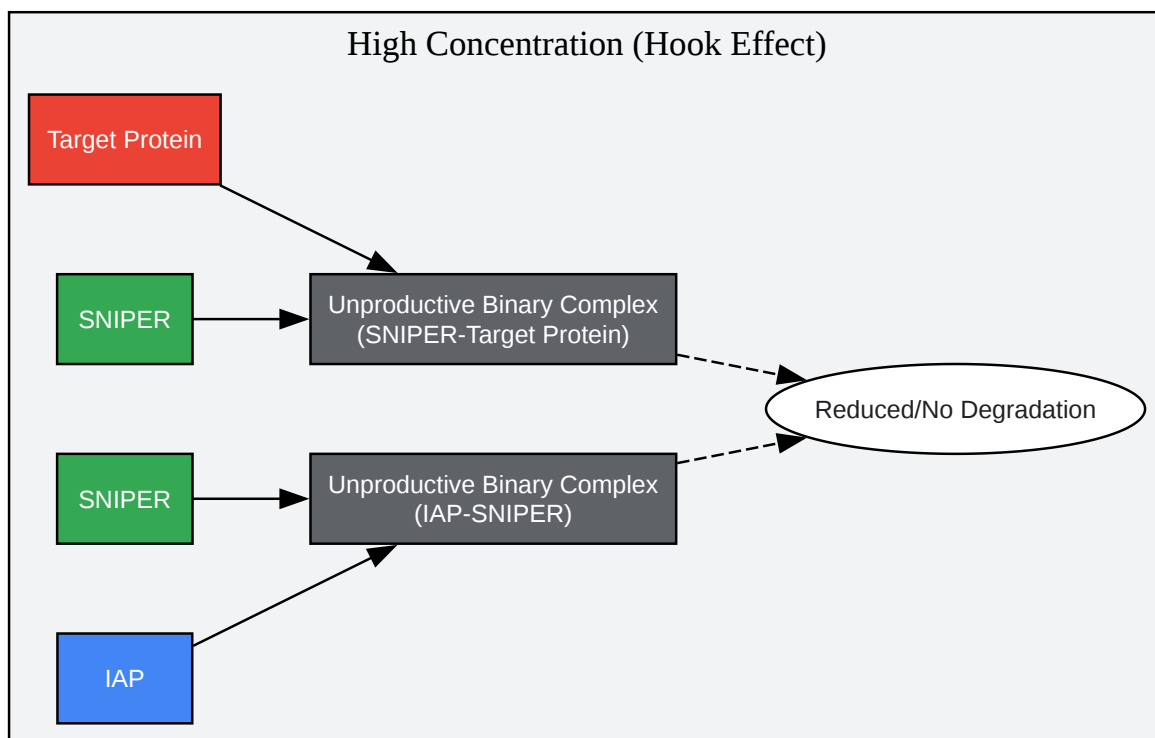 High Concentration (Hook Effect)
Target Protein
SNIPER
Unproductive Binary Complex
(SNIPER-Target Protein)
Reduced/No Degradation
SNIPER
Unproductive Binary Complex
(IAP-SNIPER)
IAP